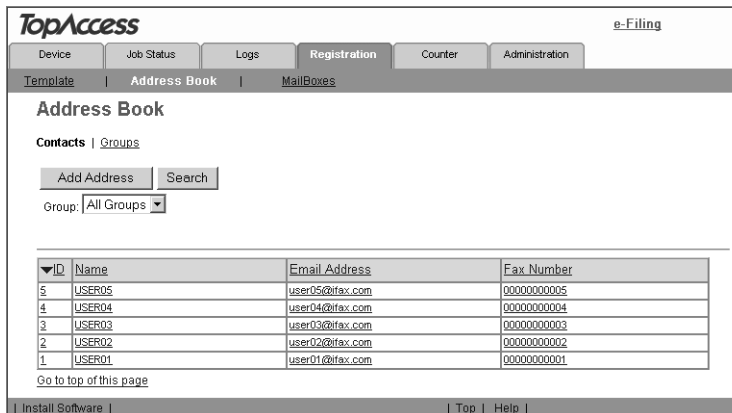 TopAccess
e-Filing
Device Job Status Logs Registration Counter Administration
Template | Address Book | MailBoxes
Address Book
Contacts | Groups
Add Address Search
Group: All Groups
ID Name Email Address Fax Number
5 USER05 user05@ifax.com 00000000005
4 USER04 user04@ifax.com 00000000004
3 USER03 user03@ifax.com 00000000003
2 USER02 user02@ifax.com 00000000002
1 USER01 user01@ifax.com 00000000001
Go to top of this page
| Install Software | | Top | Help |